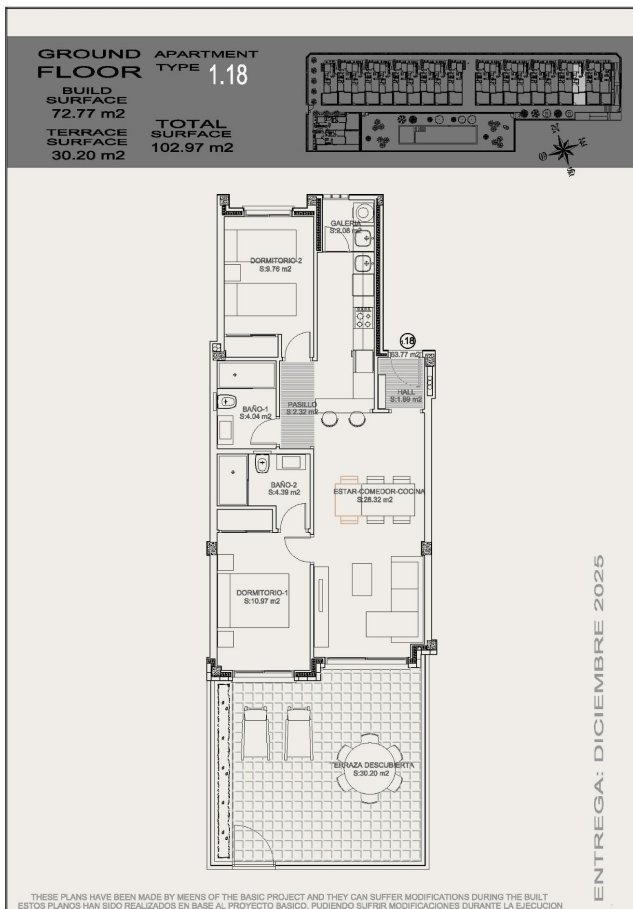 GROUND FLOOR
BUILD SURFACE
72.77 m2
TERRACE SURFACE
30.20 m2
APARTMENT TYPE 1.18
TOTAL SURFACE
102.97 m2
GALERIA
S:2.08 m2
DORMITORIO-2
S:9.76 m2
1.18
63.77 m2
HALL
S:1.89 m2
BAÑO-1
S:4.04 m2
PASILLO
S:2.32 m2
BAÑO-2
S:4.39 m2
ESTAR-COMEDOR-COCINA
S:28.32 m2
DORMITORIO-1
S:10.97 m2
TERRAZA DESCUBIERTA
S:30.20 m2
ENTREGA: DICIEMBRE 2025
THESE PLANS HAVE BEEN MADE BY MEENS OF THE BASIC PROJECT AND THEY CAN SUFFER MODIFICATIONS DURING THE BUILT
ESTOS PLANOS HAN SIDO REALIZADOS EN BASE AL PROYECTO BASICO, PUDIENDO SUFRIR MODIFICACIONES DURANTE LA EJECUCION